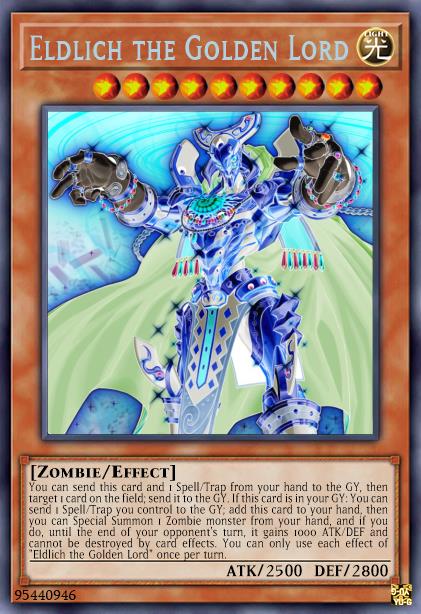 Eldlich the Golden Lord
LIGHT
光
[Zombie/Effect]
You can send this card and 1 Spell/Trap from your hand to the GY, then
target 1 card on the field; send it to the GY. If this card is in your GY: You can
send 1 Spell/Trap you control to the GY; add this card to your hand, then
you can Special Summon 1 Zombie monster from your hand, and if you
do, until the end of your opponent's turn, it gains 1000 ATK/DEF and
cannot be destroyed by card effects. You can only use each effect of
"Eldlich the Golden Lord" once per turn.
ATK/2500 DEF/2800
95440946